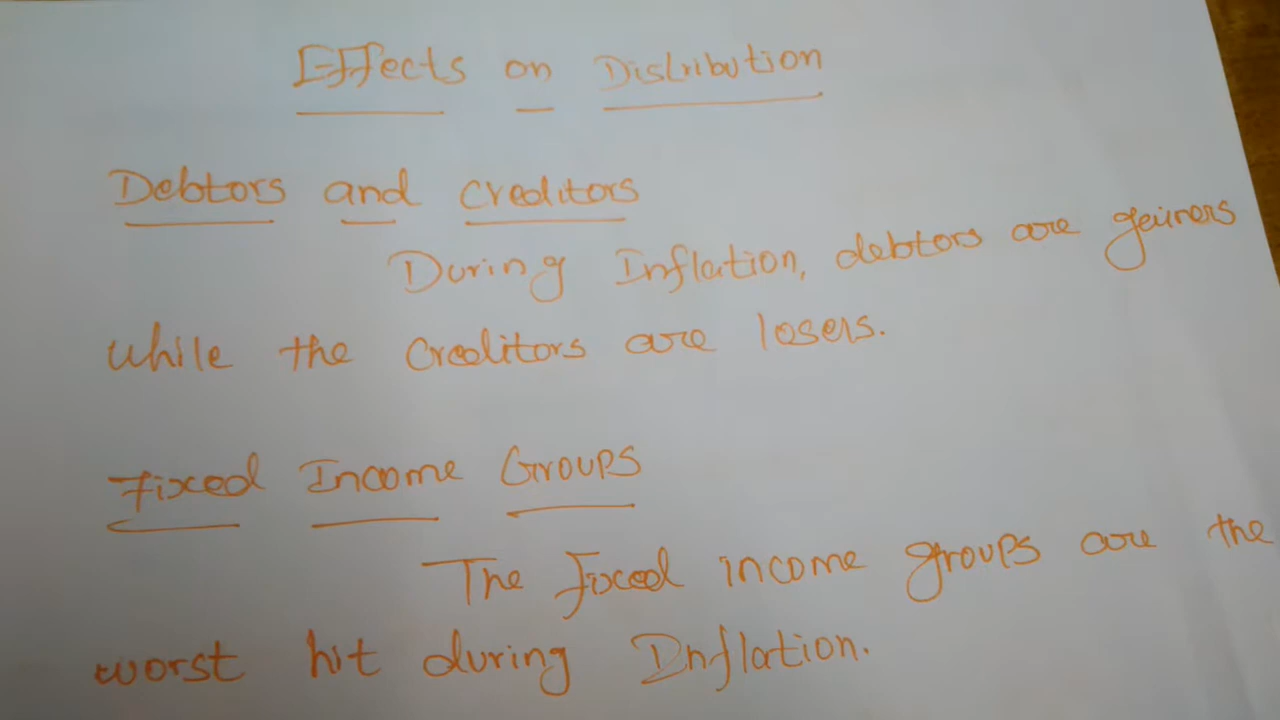 Effects on Distribution
Debtors and creditors
During Inflation, debtors are gainers
while the creditors are losers.
Fixed Income Groups
The fixed income groups are the
worst hit during Inflation.